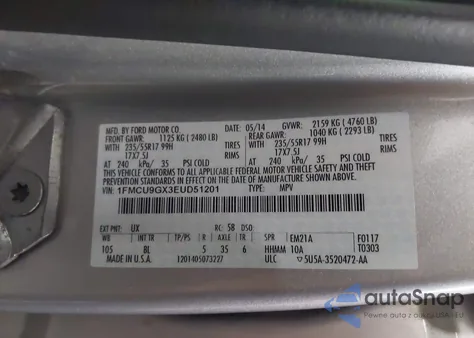 MFD. BY FORD MOTOR CO.
DATE: 05/14 GVWR: 2159 KG (4760 LB)
FRONT GAWR: 1125 KG (2480 LB) REAR GAWR: 1040 KG (2293 LB)
WITH 235/55R17 99H TIRES WITH 235/55R17 99H TIRES
17X7.5J RIMS 17X7.5J RIMS
AT 240 kPa/ 35 PSI COLD AT 240 kPa/ 35 PSI COLD
THIS VEHICLE CONFORMS TO ALL APPLICABLE FEDERAL MOTOR VEHICLE SAFETY AND
THEFT PREVENTION STANDARDS IN EFFECT ON THE DATE OF MANUFACTURE SHOWN ABOVE.
VIN: 1FMCU9GX3EUD51201 TYPE: MPV
EXT PNT: UX RC: 58 DSO:
WB INT TR TP/PS R AXLE TR SPR EM21A F0117
105 8L 5 35 6 HHHMM 10A T0303
MADE IN U.S.A. 1201405073227 ULC 5U5A-3520472-AA
autoSnap
Pewne auta z USA - EU